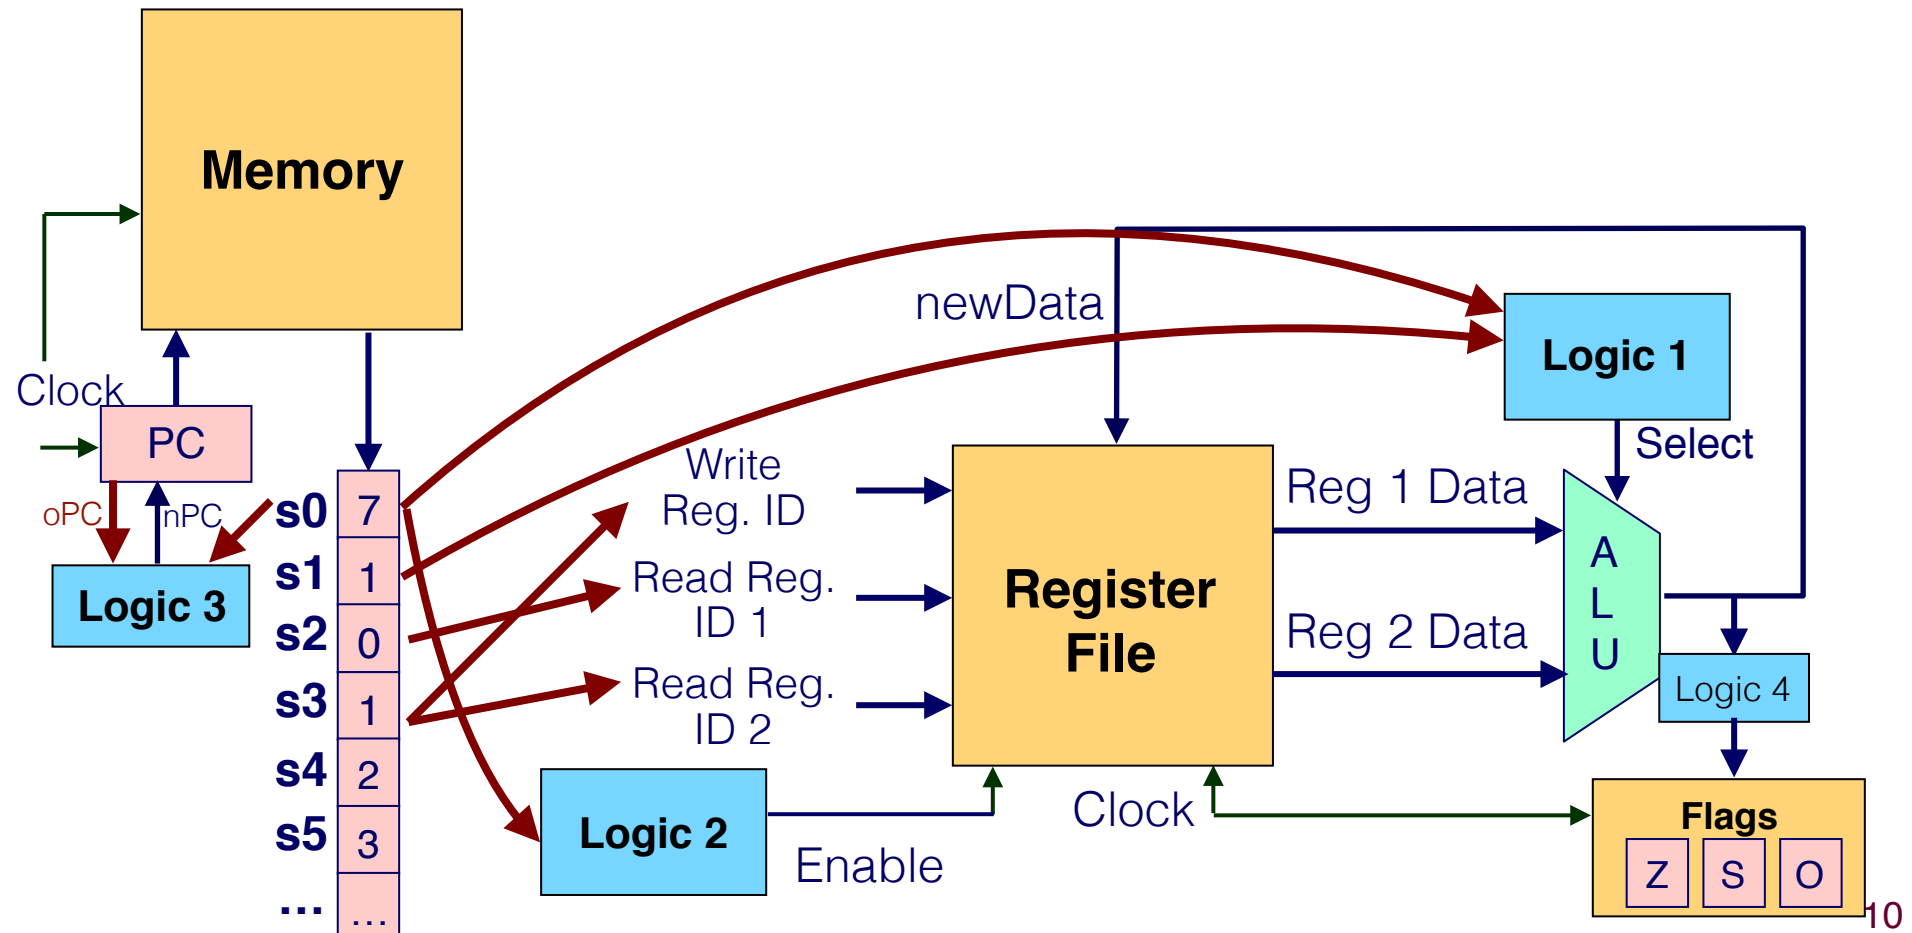 Memory
Clock
PC
oPC
nPC
Logic 3
s0 7
s1 1
s2 0
s3 1
s4 2
s5 3
... ...
Write
Reg. ID
Read Reg.
ID 1
Read Reg.
ID 2
Logic 2
Enable
newData
Register
File
Clock
Reg 1 Data
Reg 2 Data
Logic 1
Select
A
L
U
Logic 4
Flags
Z S O
10